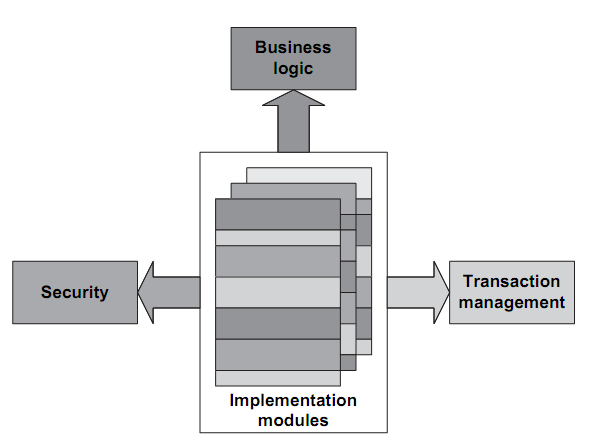 Business
logic
Security
Transaction
management
Implementation
modules